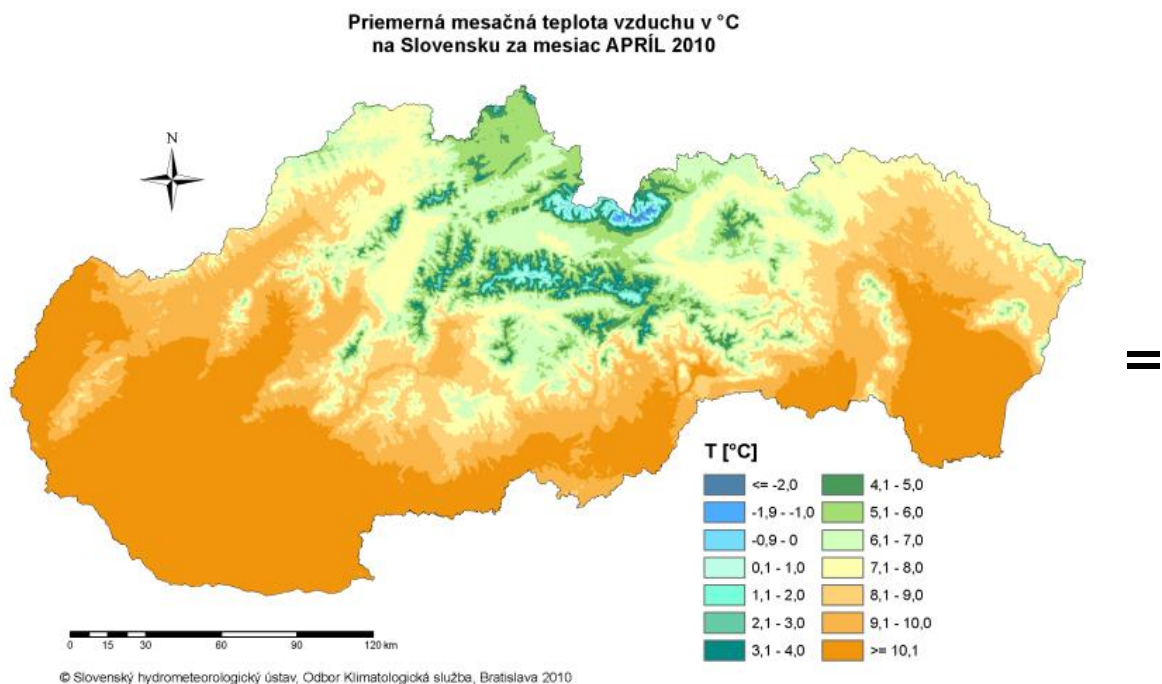 Priemerná mesačná teplota vzduchu v °C
na Slovensku za mesiac APRÍL 2010
N
=
T [°C]
<= -2,0
-1,9 - -1,0
-0,9 - 0
0,1 - 1,0
1,1 - 2,0
2,1 - 3,0
3,1 - 4,0
4,1 - 5,0
5,1 - 6,0
6,1 - 7,0
7,1 - 8,0
8,1 - 9,0
9,1 - 10,0
>= 10,1
0 15 30 60 90 120 km
© Slovenský hydrometeorologický ústav, Odbor Klimatologická služba, Bratislava 2010